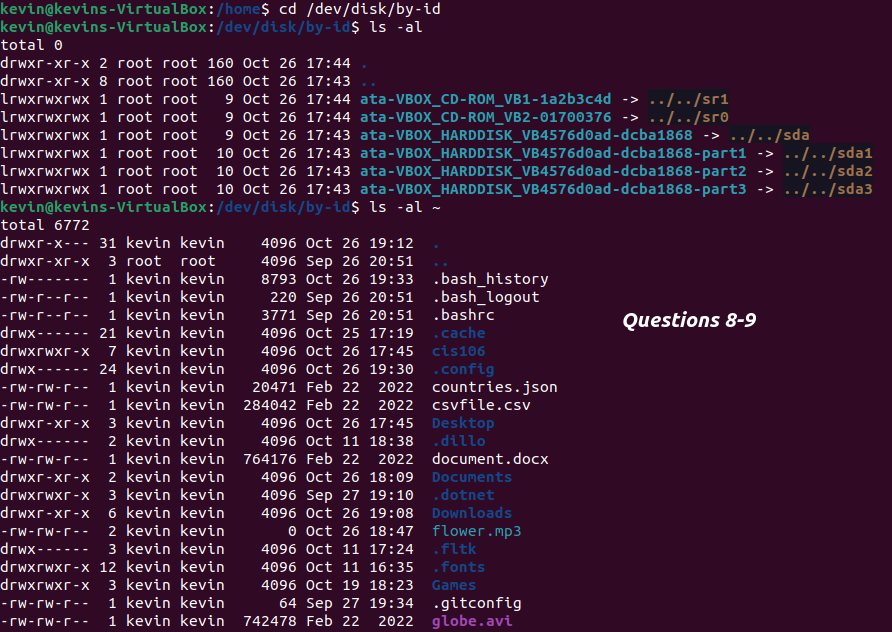 kevin@kevins-VirtualBox:/home$ cd /dev/disk/by-id
kevin@kevins-VirtualBox:/dev/disk/by-id$ ls -al
total 0
drwxr-xr-x 2 root root 160 Oct 26 17:44 .
drwxr-xr-x 8 root root 160 Oct 26 17:43 ..
lrwxrwxrwx 1 root root   9 Oct 26 17:44 ata-VBOX_CD-ROM_VB1-1a2b3c4d -> ../../sr1
lrwxrwxrwx 1 root root   9 Oct 26 17:44 ata-VBOX_CD-ROM_VB2-01700376 -> ../../sr0
lrwxrwxrwx 1 root root   9 Oct 26 17:43 ata-VBOX_HARDDISK_VB4576d0ad-dcba1868 -> ../../sda
lrwxrwxrwx 1 root root  10 Oct 26 17:43 ata-VBOX_HARDDISK_VB4576d0ad-dcba1868-part1 -> ../../sda1
lrwxrwxrwx 1 root root  10 Oct 26 17:43 ata-VBOX_HARDDISK_VB4576d0ad-dcba1868-part2 -> ../../sda2
lrwxrwxrwx 1 root root  10 Oct 26 17:43 ata-VBOX_HARDDISK_VB4576d0ad-dcba1868-part3 -> ../../sda3
kevin@kevins-VirtualBox:/dev/disk/by-id$ ls -al ~
total 6772
drwxr-x--- 31 kevin kevin   4096 Oct 26 19:12 .
drwxr-xr-x  3 root  root    4096 Sep 26 20:51 ..
-rw-------  1 kevin kevin   8793 Oct 26 19:33 .bash_history
-rw-r--r--  1 kevin kevin    220 Sep 26 20:51 .bash_logout
-rw-r--r--  1 kevin kevin   3771 Sep 26 20:51 .bashrc
Questions 8-9
drwx------ 21 kevin kevin   4096 Oct 25 17:19 .cache
drwxrwxr-x  7 kevin kevin   4096 Oct 26 17:45 cis106
drwx------ 24 kevin kevin   4096 Oct 26 19:30 .config
-rw-rw-r--  1 kevin kevin  20471 Feb 22  2022 countries.json
-rw-rw-r--  1 kevin kevin 284042 Feb 22  2022 csvfile.csv
drwxr-xr-x  3 kevin kevin   4096 Oct 26 17:45 Desktop
drwx------  2 kevin kevin   4096 Oct 11 18:38 .dillo
-rw-rw-r--  1 kevin kevin 764176 Feb 22  2022 document.docx
drwxr-xr-x  2 kevin kevin   4096 Oct 26 18:09 Documents
drwxrwxr-x  3 kevin kevin   4096 Sep 27 19:10 .dotnet
drwxr-xr-x  6 kevin kevin   4096 Oct 26 19:08 Downloads
-rw-rw-r--  2 kevin kevin      0 Oct 26 18:47 flower.mp3
drwx------  3 kevin kevin   4096 Oct 11 17:24 .fltk
drwxrwxr-x 12 kevin kevin   4096 Oct 11 16:35 .fonts
drwxrwxr-x  3 kevin kevin   4096 Oct 19 18:23 Games
-rw-rw-r--  1 kevin kevin     64 Sep 27 19:34 .gitconfig
-rw-rw-r--  1 kevin kevin 742478 Feb 22  2022 globe.avi